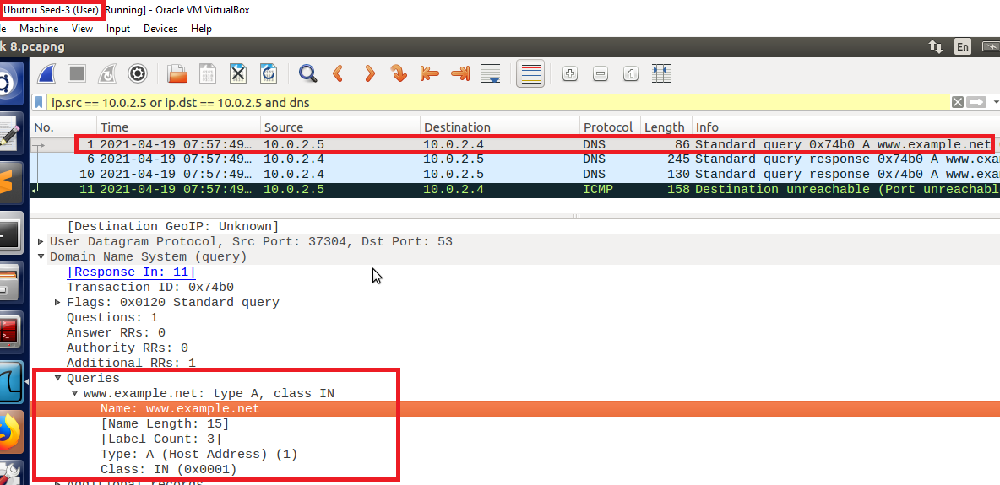 Ubutnu Seed-3 (User) [Running] - Oracle VM VirtualBox
le Machine View Input Devices Help
k 8.pcapng En
ip.src == 10.0.2.5 or ip.dst == 10.0.2.5 and dns
No. Time Source Destination Protocol Length Info
1 2021-04-19 07:57:49… 10.0.2.5 10.0.2.4 DNS 86 Standard query 0x74b0 A www.example.net
6 2021-04-19 07:57:49… 10.0.2.4 10.0.2.5 DNS 245 Standard query response 0x74b0 A www.exa
10 2021-04-19 07:57:49… 10.0.2.4 10.0.2.5 DNS 130 Standard query response 0x74b0 A www.exa
11 2021-04-19 07:57:49… 10.0.2.5 10.0.2.4 ICMP 158 Destination unreachable (Port unreachabl
[Destination GeoIP: Unknown]
User Datagram Protocol, Src Port: 37304, Dst Port: 53
Domain Name System (query)
[Response In: 11]
Transaction ID: 0x74b0
Flags: 0x0120 Standard query
Questions: 1
Answer RRs: 0
Authority RRs: 0
Additional RRs: 1
Queries
www.example.net: type A, class IN
Name: www.example.net
[Name Length: 15]
[Label Count: 3]
Type: A (Host Address) (1)
Class: IN (0x0001)
Additional records